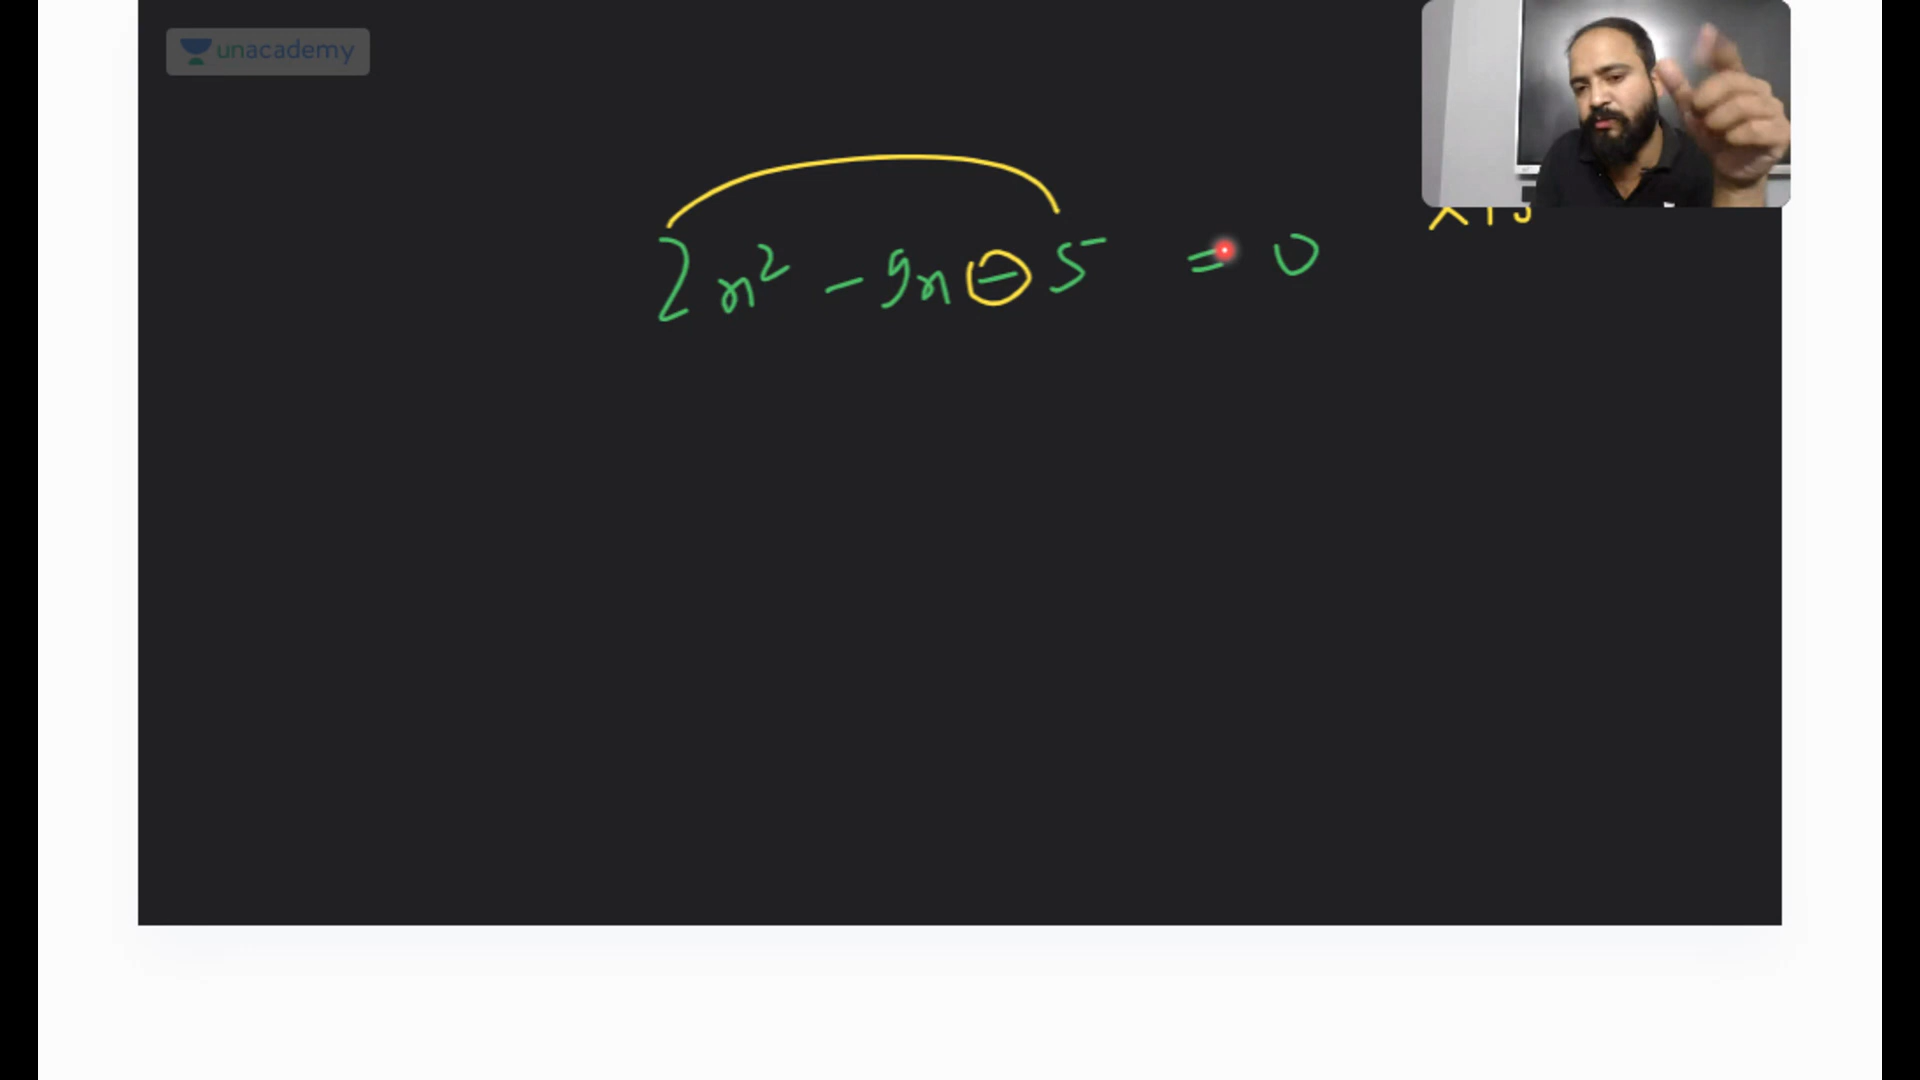 unacademy
2x² - 9x - 5 = 0